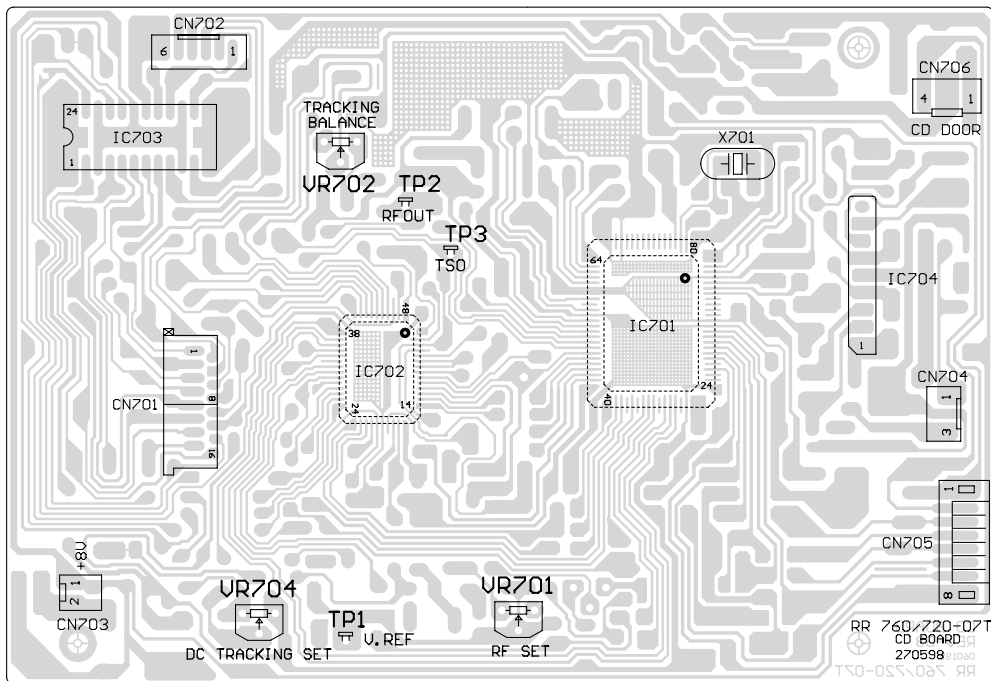 CN702
6 1
24
1
IC703
TRACKING
BALANCE
VR702
TP2
RFOUT
TP3
TSO
X701
CN706
4 1
CD DOOR
64
80
IC701
40
24
IC704
1
48
38
IC702
24
14
1
CN701
8
16
CN704
1
3
1
CN705
8
+8V
1
2
CN703
VR704
DC TRACKING SET
TP1
V.REF
VR701
RF SET
RR 760/720-07T
CD BOARD
270598
RR 760/720-07T